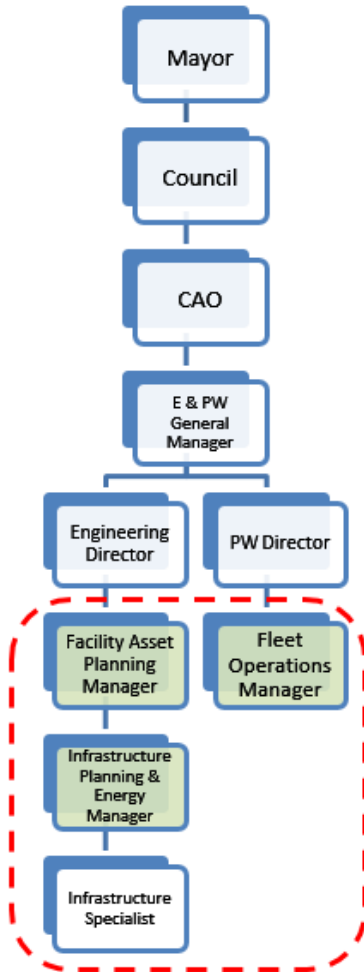 Mayor
Council
CAO
E & PW
General
Manager
Engineering
Director
PW Director
Facility Asset
Planning
Manager
Fleet
Operations
Manager
Infrastructure
Planning &
Energy
Manager
Infrastructure
Specialist